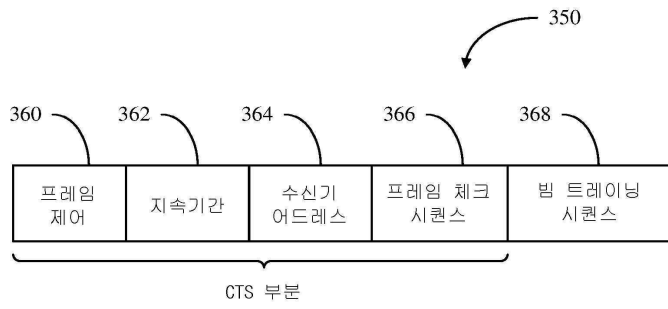 350
360
362
364
366
368
프레임
제어
지속기간
수신기
어드레스
프레임 체크
시퀀스
빔 트레이닝
시퀀스
CTS 부분